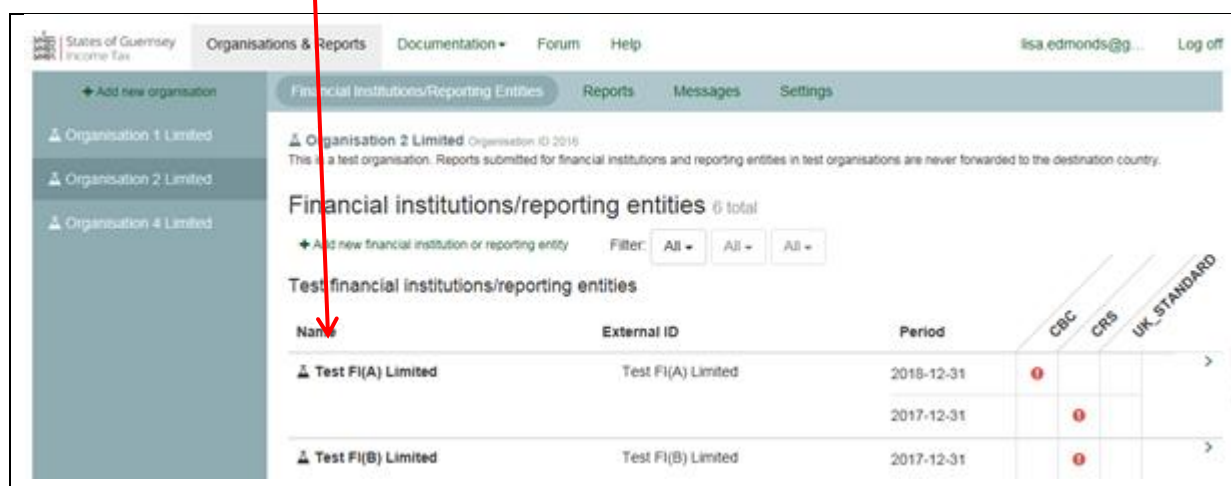 States of Guernsey
Income Tax
Organisations & Reports
Documentation
Forum
Help
lisa.edmonds@g...
Log off
+ Add new organisation
Financial Institutions/Reporting Entities
Reports
Messages
Settings
Organisation 1 Limited
Organisation 2 Limited
Organisation 4 Limited
Organisation 2 Limited Organisation ID 2016
This is a test organisation. Reports submitted for financial institutions and reporting entities in test organisations are never forwarded to the destination country.
Financial institutions/reporting entities 6 total
+ Add new financial institution or reporting entity
Filter: All All All
Test financial institutions/reporting entities
Name External ID Period CBC CRS UK_STANDARD
Test FI(A) Limited Test FI(A) Limited 2018-12-31
2017-12-31
Test FI(B) Limited Test FI(B) Limited 2017-12-31